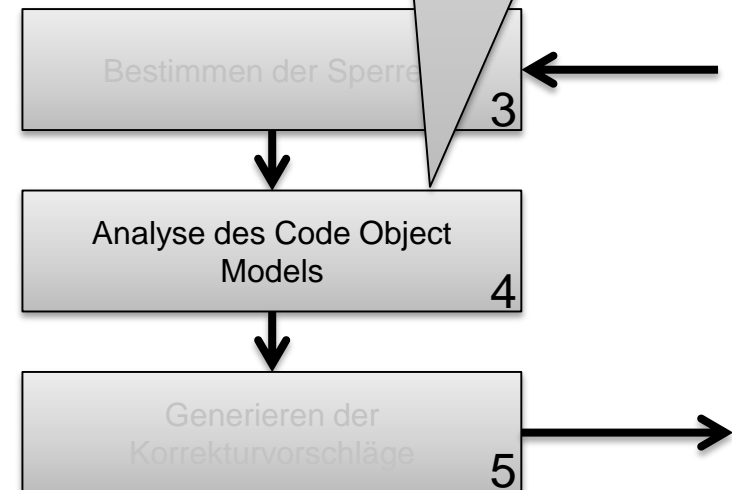 Bestimmen der Sperre
3
Analyse des Code Object
Models
4
Generieren der
Korrekturvorschläge
5